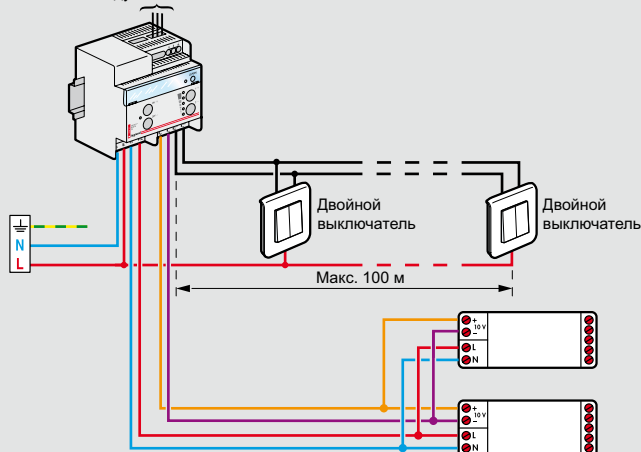 Двойной
выключатель
Двойной
выключатель
N
L
Макс. 100 м
+
10 V
−
L
N
+
10 V
−
L
N